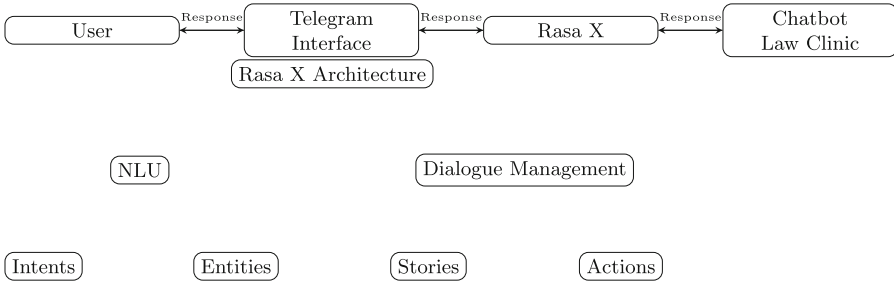 User
Response
Telegram
Interface
Response
Rasa X
Response
Chatbot
Law Clinic
Rasa X Architecture
NLU
Dialogue Management
Intents
Entities
Stories
Actions